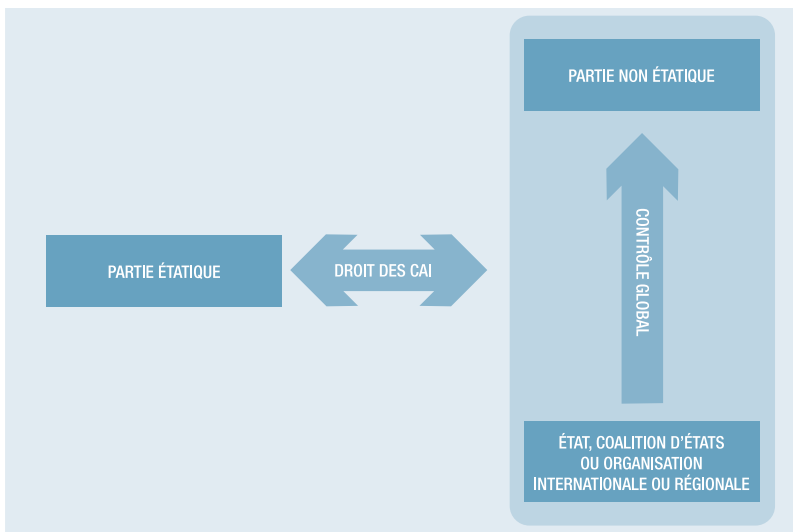 PARTIE NON ÉTATIQUE
CONTRÔLE GLOBAL
PARTIE ÉTATIQUE
DROIT DES CAI
ÉTAT, COALITION D'ÉTATS
OU ORGANISATION
INTERNATIONALE OU RÉGIONALE